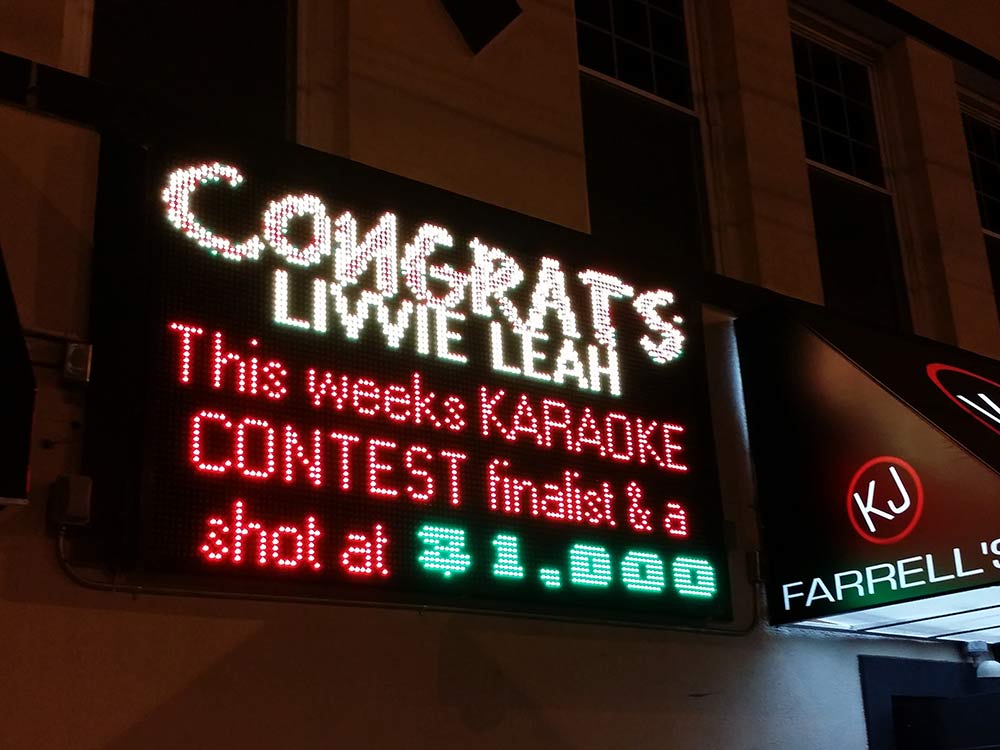 CONGRATS
LIVVIE LEAH
This weeks KARAOKE
CONTEST finalist & a
shot at $1,000
KJ
FARRELL'S